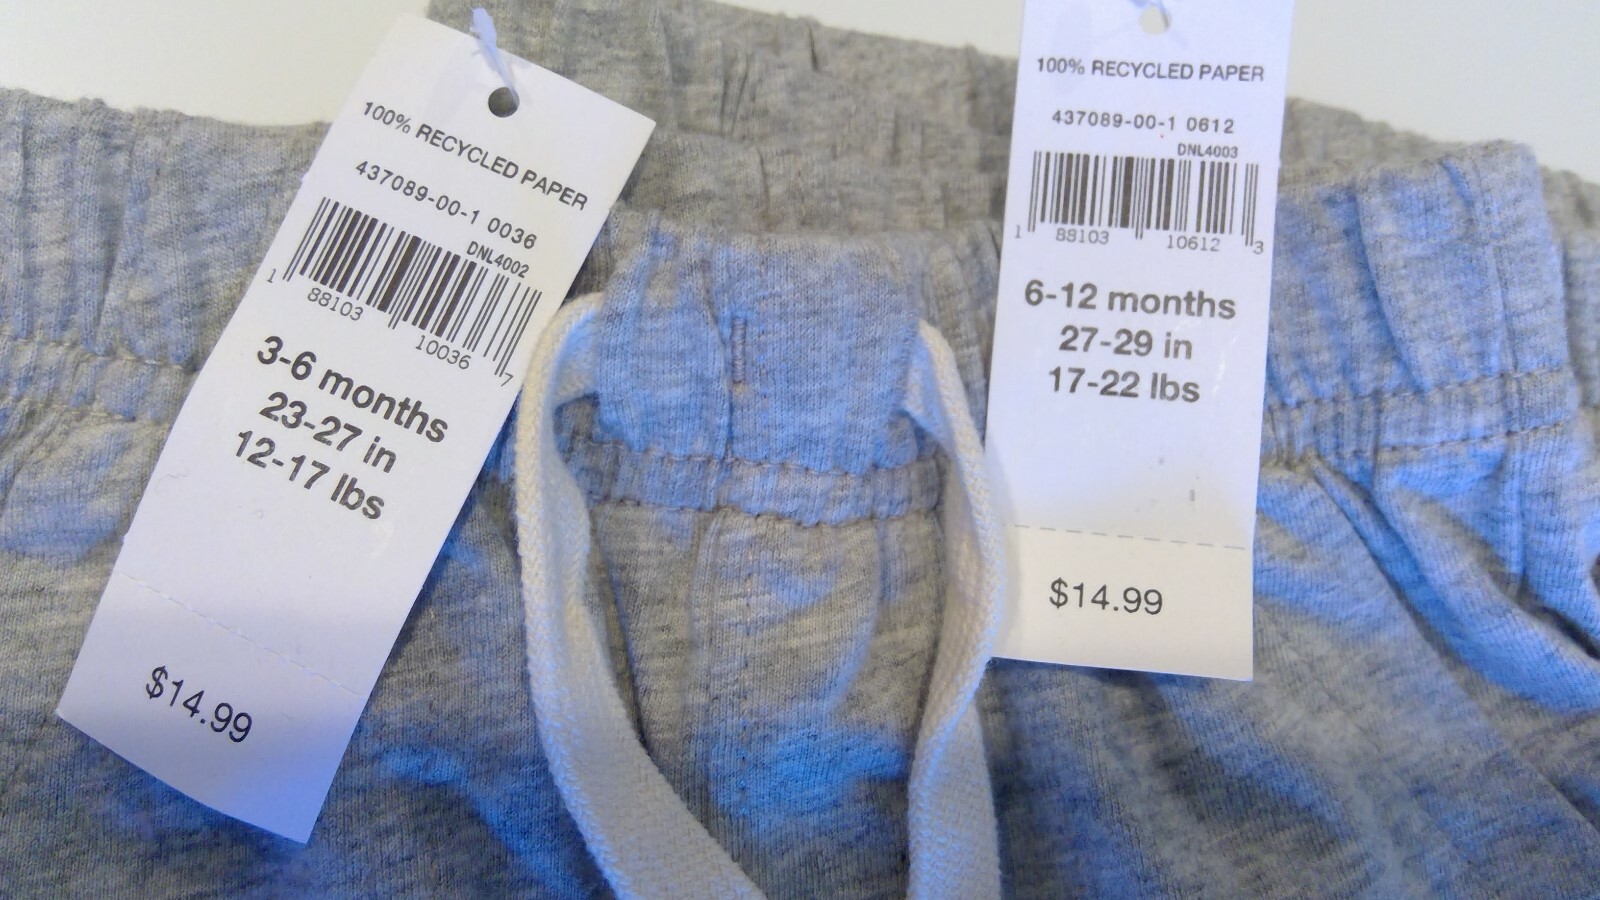 100% RECYCLED PAPER
437089-00-1 0036
DNL4002
1 88103 10036 7
3-6 months
23-27 in
12-17 lbs
$14.99
100% RECYCLED PAPER
437089-00-1 0612
DNL4003
1 88103 10612 3
6-12 months
27-29 in
17-22 lbs
$14.99